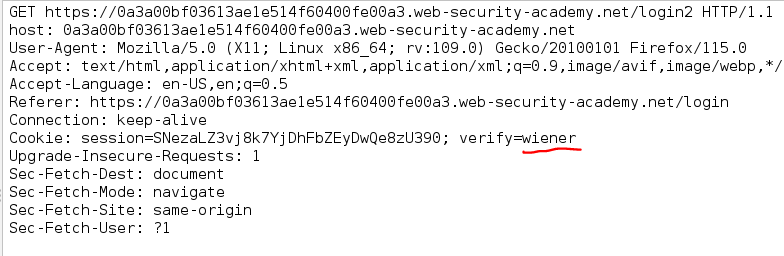 GET https://0a3a00bf03613ae1e514f60400fe00a3.web-security-academy.net/login2 HTTP/1.1
host: 0a3a00bf03613ae1e514f60400fe00a3.web-security-academy.net
User-Agent: Mozilla/5.0 (X11; Linux x86_64; rv:109.0) Gecko/20100101 Firefox/115.0
Accept: text/html,application/xhtml+xml,application/xml;q=0.9,image/avif,image/webp,*/
Accept-Language: en-US,en;q=0.5
Referer: https://0a3a00bf03613ae1e514f60400fe00a3.web-security-academy.net/login
Connection: keep-alive
Cookie: session=SNezaLZ3vj8k7YjDhFbZEyDwQe8zU390; verify=wiener
Upgrade-Insecure-Requests: 1
Sec-Fetch-Dest: document
Sec-Fetch-Mode: navigate
Sec-Fetch-Site: same-origin
Sec-Fetch-User: ?1